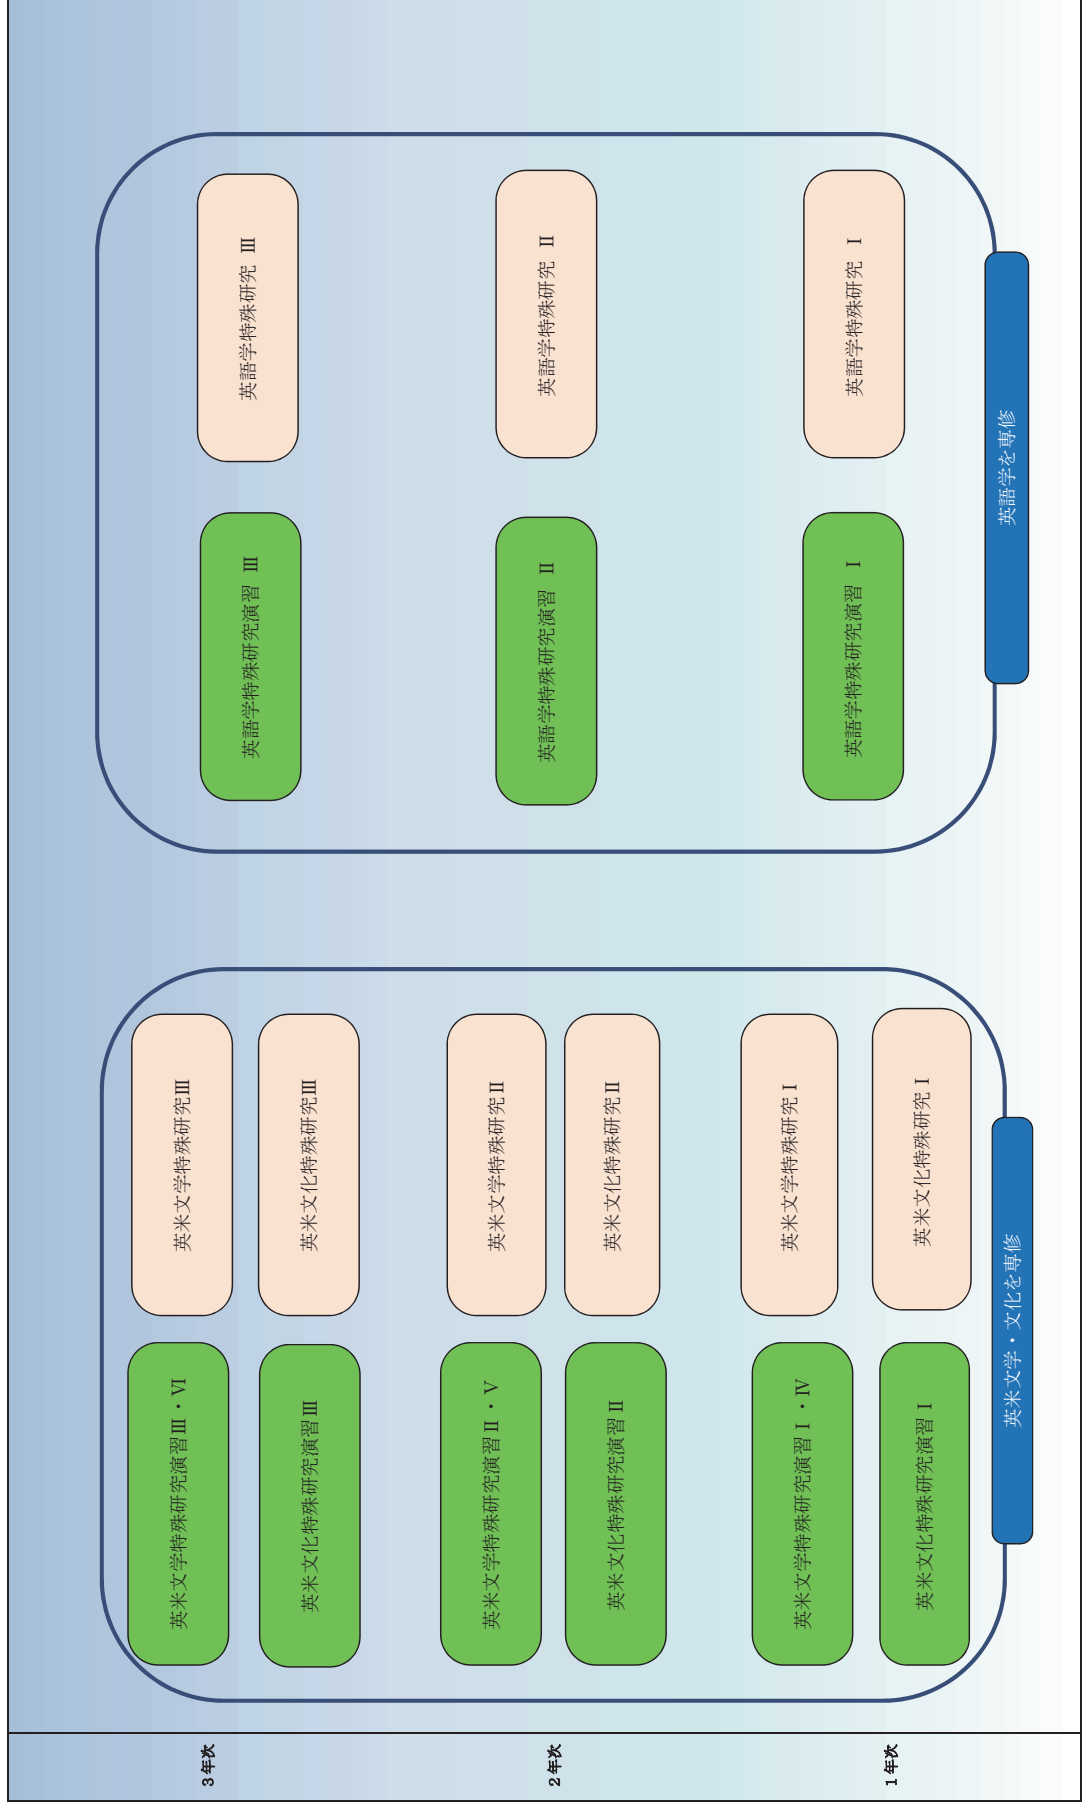 3年次
英米文学特殊研究演習Ⅲ・Ⅵ
英米文学特殊研究Ⅲ
英米文化特殊研究演習Ⅲ
英米文化特殊研究Ⅲ
英語学特殊研究演習 Ⅲ
英語学特殊研究 Ⅲ
2年次
英米文学特殊研究演習Ⅱ・Ⅴ
英米文学特殊研究Ⅱ
英米文化特殊研究演習Ⅱ
英米文化特殊研究Ⅱ
英語学特殊研究演習 Ⅱ
英語学特殊研究 Ⅱ
1年次
英米文学特殊研究演習Ⅰ・Ⅳ
英米文学特殊研究Ⅰ
英米文化特殊研究演習Ⅰ
英米文化特殊研究Ⅰ
英語学特殊研究演習 Ⅰ
英語学特殊研究 Ⅰ
英米文学・文化を専修
英語学を専修